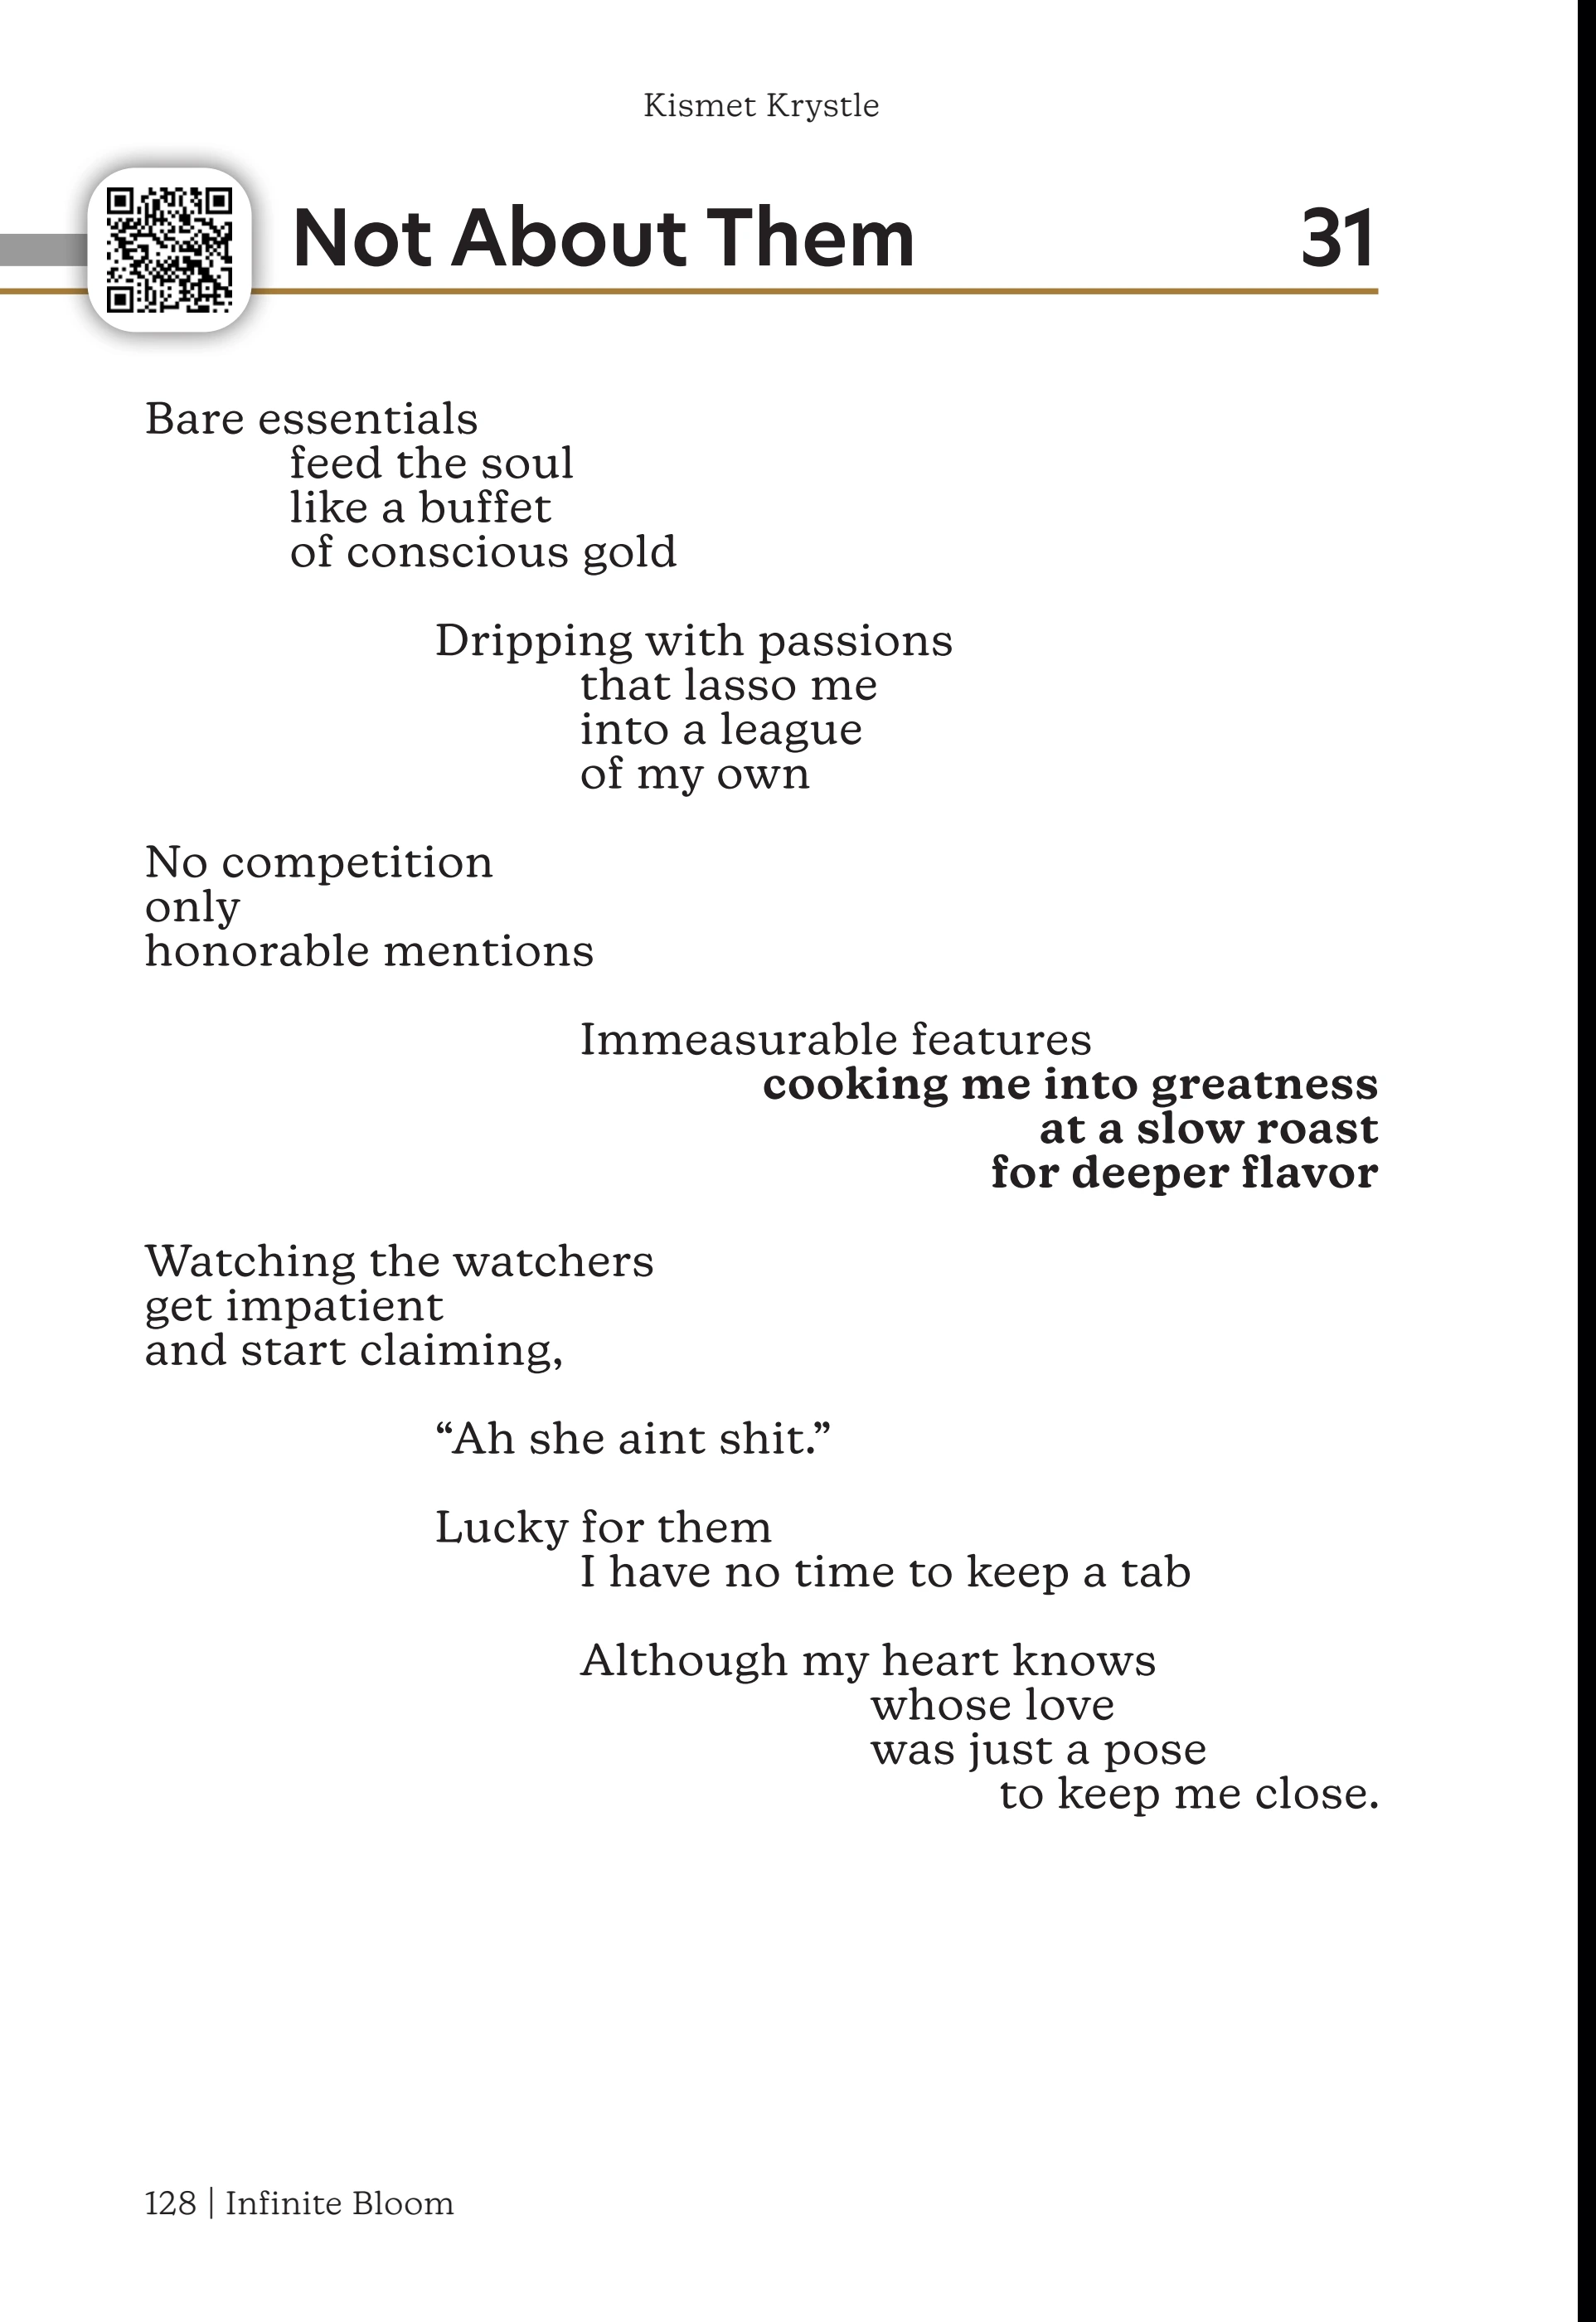 Kismet Krystle
Not About Them 31
Bare essentials
feed the soul
like a buffet
of conscious gold
Dripping with passions
that lasso me
into a league
of my own
No competition
only
honorable mentions
Immeasurable features
cooking me into greatness
at a slow roast
for deeper flavor
Watching the watchers
get impatient
and start claiming,
“Ah she aint shit.”
Lucky for them
I have no time to keep a tab
Although my heart knows
whose love
was just a pose
to keep me close.
128 | Infinite Bloom